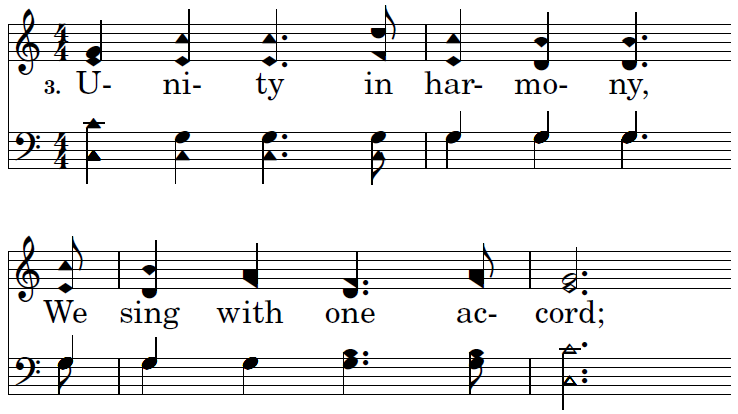 3. U- ni- ty in har- mo- ny,
We sing with one ac- cord;